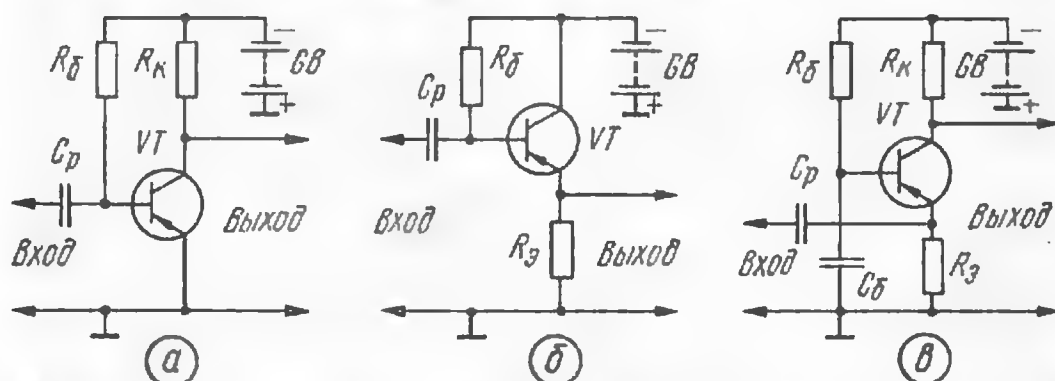 Rб
Rк
GB
−
+
Cр
VT
Вход
Выход
а
Rб
GB
−
+
Cр
VT
Вход
Rэ
Выход
б
Rб
Rк
GB
−
+
VT
Cр
Вход
Выход
Cб
Rэ
в